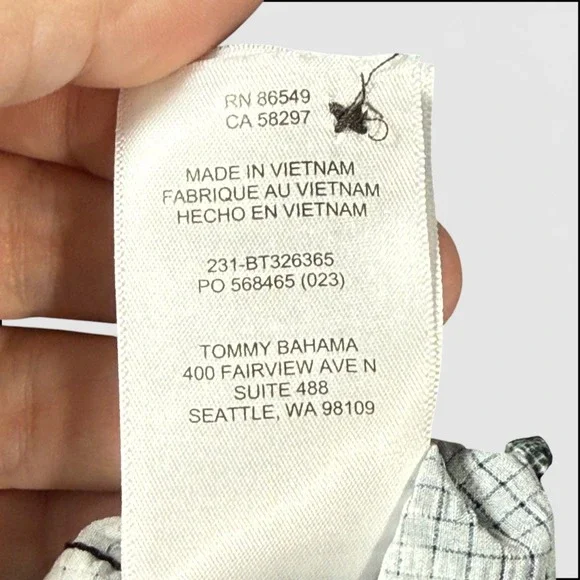 RN 86549
CA 58297
MADE IN VIETNAM
FABRIQUE AU VIETNAM
HECHO EN VIETNAM
231-BT326365
PO 568465 (023)
TOMMY BAHAMA
400 FAIRVIEW AVE N
SUITE 488
SEATTLE, WA 98109